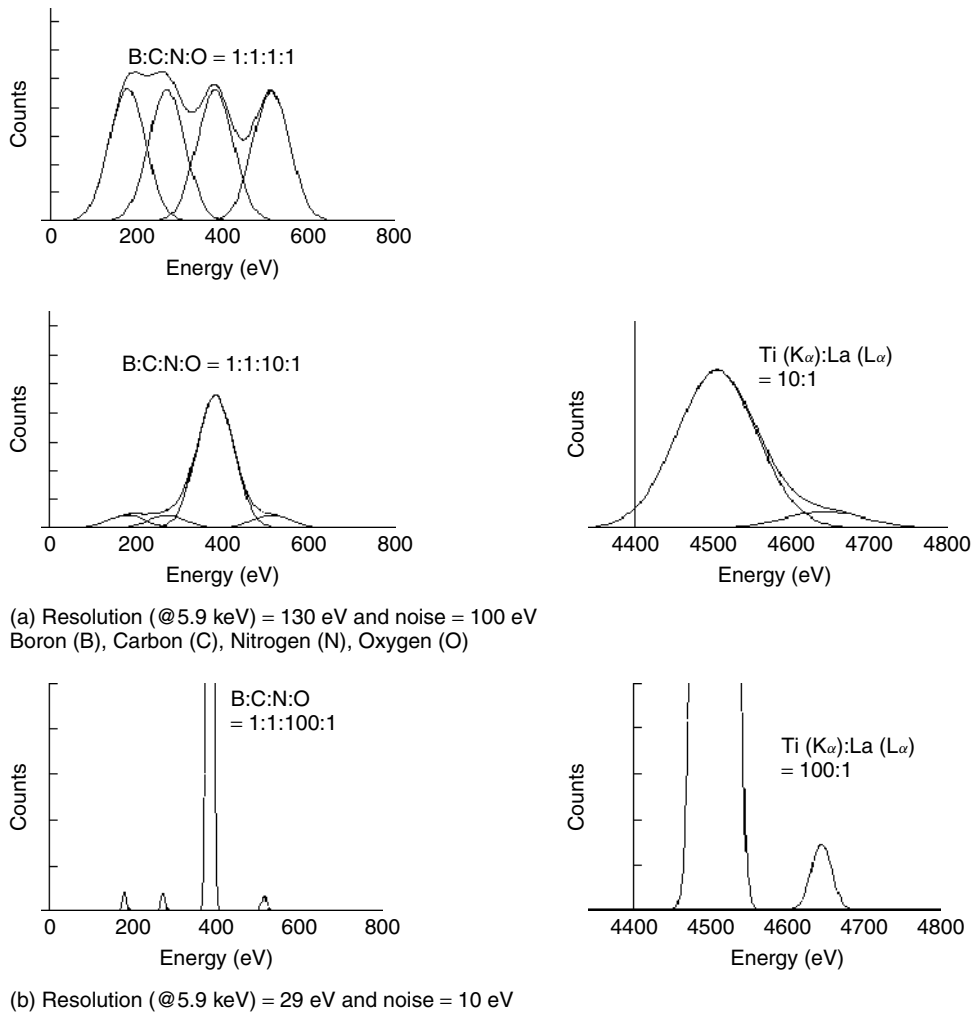 B:C:N:O = 1:1:1:1
Counts
0 200 400 600 800
Energy (eV)
B:C:N:O = 1:1:10:1
Counts
0 200 400 600 800
Energy (eV)
Ti (Kα):La (Lα)
= 10:1
Counts
4400 4500 4600 4700 4800
Energy (eV)
(a) Resolution (@5.9 keV) = 130 eV and noise = 100 eV
Boron (B), Carbon (C), Nitrogen (N), Oxygen (O)
B:C:N:O
= 1:1:100:1
Counts
0 200 400 600 800
Energy (eV)
Ti (Kα):La (Lα)
= 100:1
Counts
4400 4500 4600 4700 4800
Energy (eV)
(b) Resolution (@5.9 keV) = 29 eV and noise = 10 eV